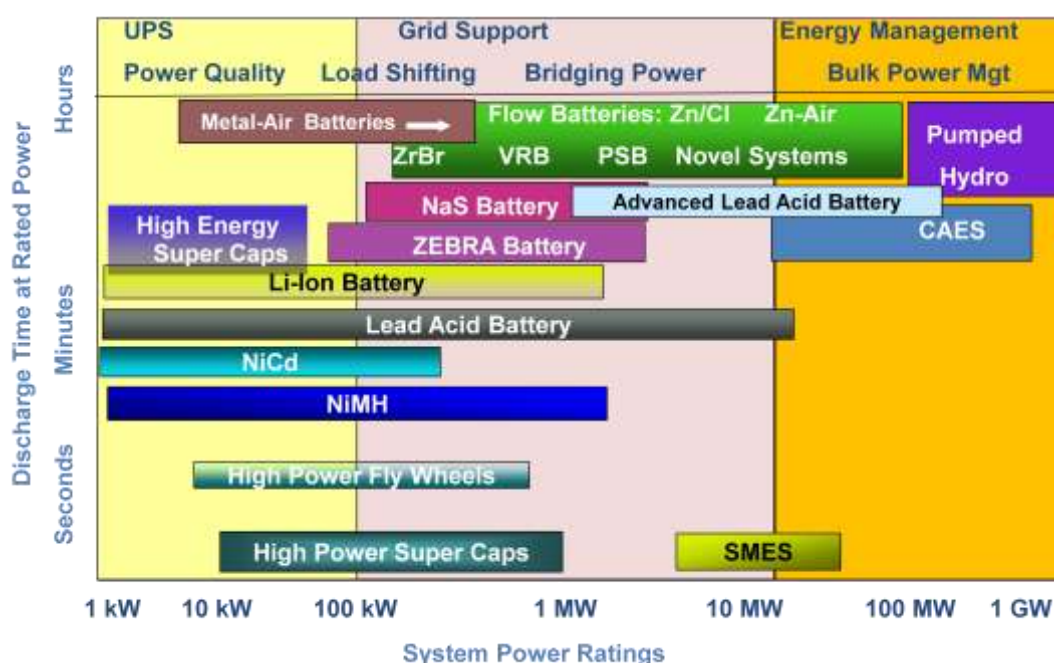 UPS Grid Support Energy Management
Power Quality Load Shifting Bridging Power Bulk Power Mgt
Metal-Air Batteries
Flow Batteries: Zn/Cl Zn-Air
ZrBr VRB PSB Novel Systems
Pumped
Hydro
NaS Battery
Advanced Lead Acid Battery
High Energy
Super Caps
ZEBRA Battery
CAES
Li-Ion Battery
Lead Acid Battery
NiCd
NiMH
High Power Fly Wheels
High Power Super Caps
SMES
Discharge Time at Rated Power
Hours
Minutes
Seconds
1 kW 10 kW 100 kW 1 MW 10 MW 100 MW 1 GW
System Power Ratings